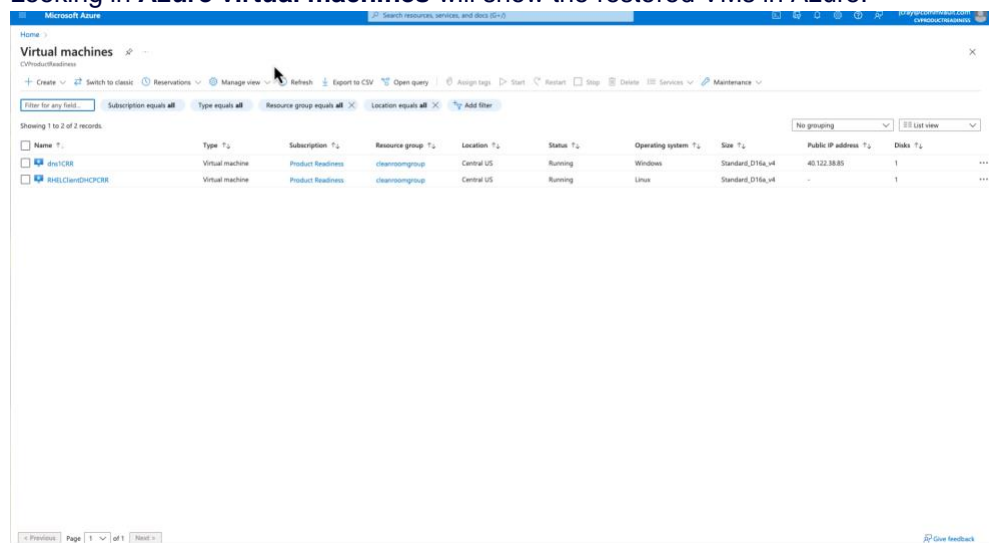 Looking in Azure virtual machines will show the restored VMs in Azure.
Microsoft Azure Search resources, services, and docs (G+/)
CVPRODUCTREADINESS
Home >
Virtual machines
CVProductReadiness
+ Create Switch to classic Reservations Manage view Refresh Export to CSV Open query Assign tags Start Restart Stop Delete Services Maintenance
Filter for any field... Subscription equals all Type equals all Resource group equals all Location equals all Add filter
Showing 1 to 2 of 2 records. No grouping List view
Name Type Subscription Resource group Location Status Operating system Size Public IP address Disks
dns1CRR Virtual machine Product Readiness cleanroomgroup Central US Running Windows Standard_D16a_v4 40.122.38.85 1
RHELClientDHCPCRR Virtual machine Product Readiness cleanroomgroup Central US Running Linux Standard_D16a_v4 - 1
< Previous Page 1 of 1 Next > Give feedback